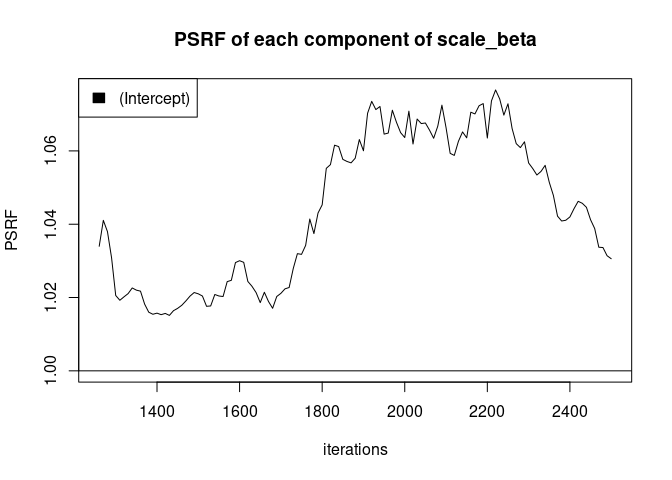 PSRF of each component of scale_beta
(Intercept)
PSRF
1.06
1.04
1.02
1.00
1400 1600 1800 2000 2200 2400
iterations